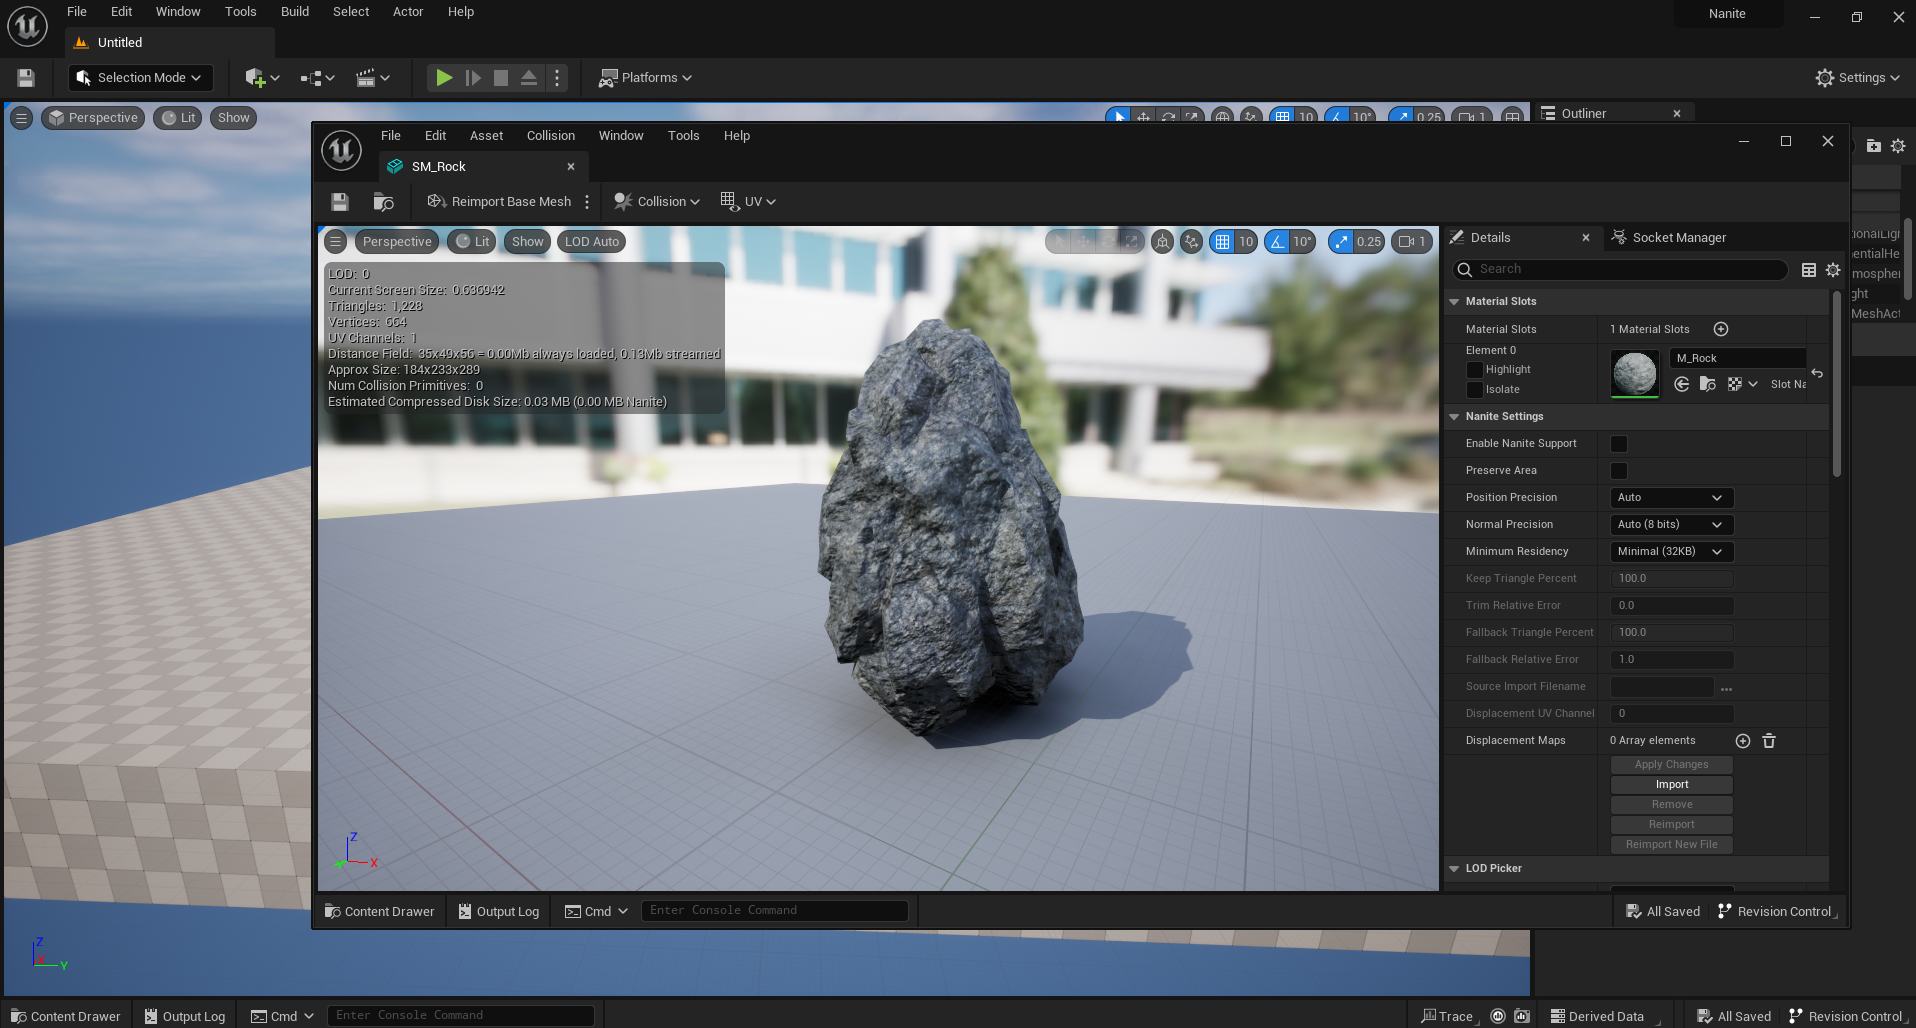 File Edit Window Tools Build Select Actor Help
Nanite
Untitled
Selection Mode
Platforms
Settings
Perspective Lit Show
10 10° 0.25 1
Outliner
File Edit Asset Collision Window Tools Help
SM_Rock
Reimport Base Mesh Collision UV
Perspective Lit Show LOD Auto
10 10° 0.25 1
LOD: 0
Current Screen Size: 0.636942
Triangles: 1,228
Vertices: 664
UV Channels: 1
Distance Field: 35x49x56 = 0.00Mb always loaded, 0.13Mb streamed
Approx Size: 184x233x289
Num Collision Primitives: 0
Estimated Compressed Disk Size: 0.03 MB (0.00 MB Nanite)
Details Socket Manager
Search
Material Slots
Material Slots 1 Material Slots
Element 0
Highlight
Isolate
M_Rock
Slot Na
Nanite Settings
Enable Nanite Support
Preserve Area
Position Precision Auto
Normal Precision Auto (8 bits)
Minimum Residency Minimal (32KB)
Keep Triangle Percent 100.0
Trim Relative Error 0.0
Fallback Triangle Percent 100.0
Fallback Relative Error 1.0
Source Import Filename ...
Displacement UV Channel 0
Displacement Maps 0 Array elements
Apply Changes
Import
Remove
Reimport
Reimport New File
LOD Picker
tionalLigh
entialHe
mospher
ght
MeshAct
Z
X
Content Drawer Output Log Cmd Enter Console Command
All Saved Revision Control
Z
Y
Content Drawer Output Log Cmd Enter Console Command
Trace Derived Data All Saved Revision Control